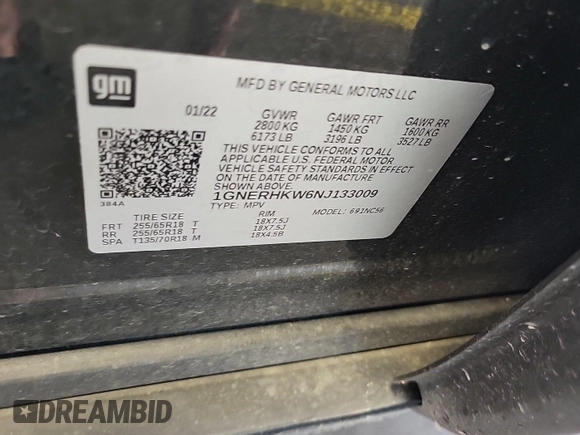 gm
MFD BY GENERAL MOTORS LLC
01/22 GVWR GAWR FRT GAWR RR
2800 KG 1450 KG 1600 KG
6173 LB 3196 LB 3527 LB
THIS VEHICLE CONFORMS TO ALL
APPLICABLE U.S. FEDERAL MOTOR
VEHICLE SAFETY STANDARDS IN
EFFECT ON THE DATE OF MANUFACTURE
SHOWN ABOVE.
1GNERHKW6NJ133009
384A TYPE: MPV MODEL: 691NC56
TIRE SIZE RIM
FRT 255/65R18 T 18X7.5J
RR 255/65R18 T 18X7.5J
SPA T135/70R18 M 18X4.5B
DREAMBID